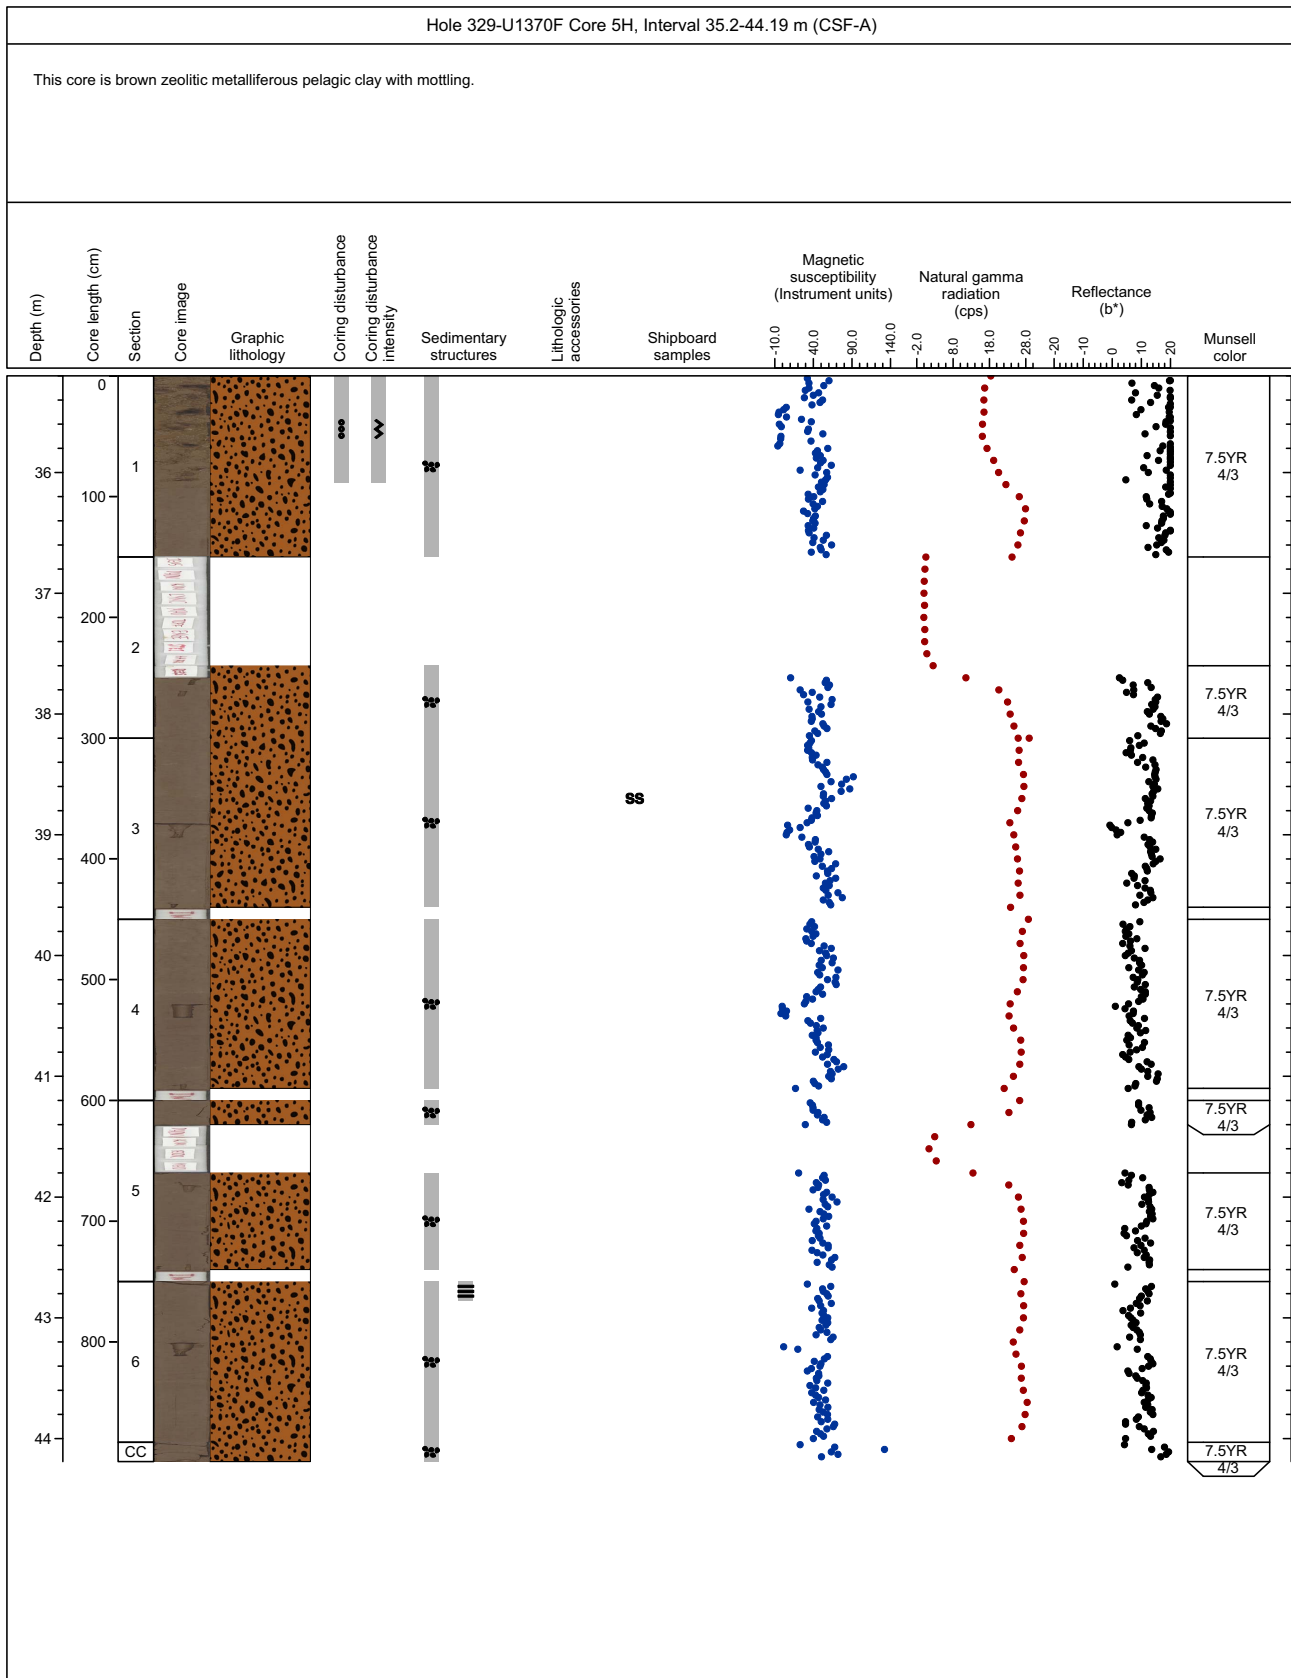 Hole 329-U1370F Core 5H, Interval 35.2-44.19 m (CSF-A)
This core is brown zeolitic metalliferous pelagic clay with mottling.
Depth (m)
Core length (cm)
Section
Core image
Graphic
lithology
Coring disturbance
Coring disturbance
intensity
Sedimentary
structures
Lithologic
accessories
Shipboard
samples
Magnetic
susceptibility
(Instrument units)
-10.0 40.0 90.0 140.0
Natural gamma
radiation
(cps)
-2.0 8.0 18.0 28.0
Reflectance
(b*)
-20 -10 0 10 20
Munsell
color
0
1
7.5YR
4/3
36
100
37
200
2
7.5YR
4/3
38
300
SS
3
7.5YR
4/3
39
400
40
500
4
7.5YR
4/3
41
600
7.5YR
4/3
5
42
700
7.5YR
4/3
43
800
6
7.5YR
4/3
44
CC
7.5YR
4/3